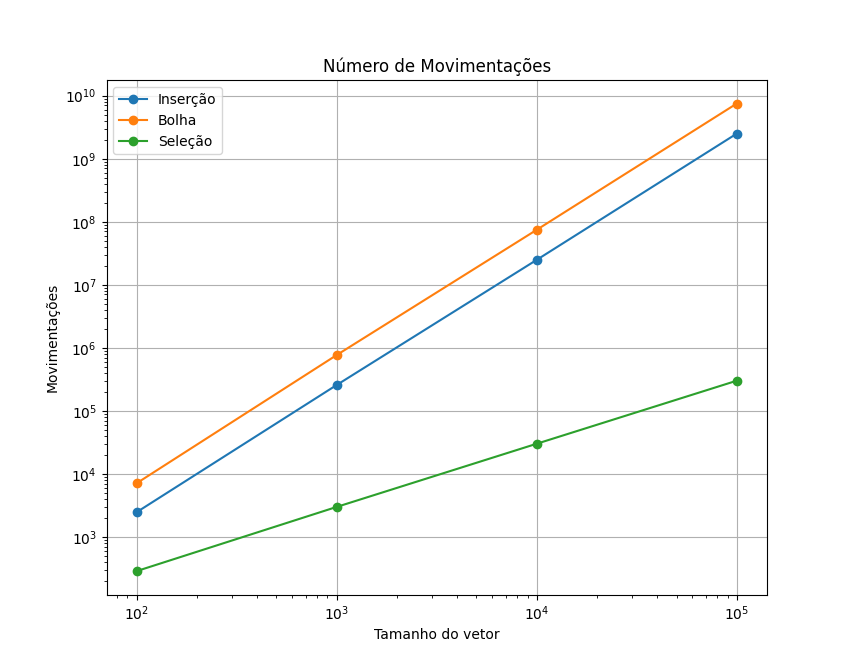 Número de Movimentações
Inserção
Bolha
Seleção
10¹⁰
10⁹
10⁸
10⁷
10⁶
10⁵
10⁴
10³
Movimentações
10² 10³ 10⁴ 10⁵
Tamanho do vetor